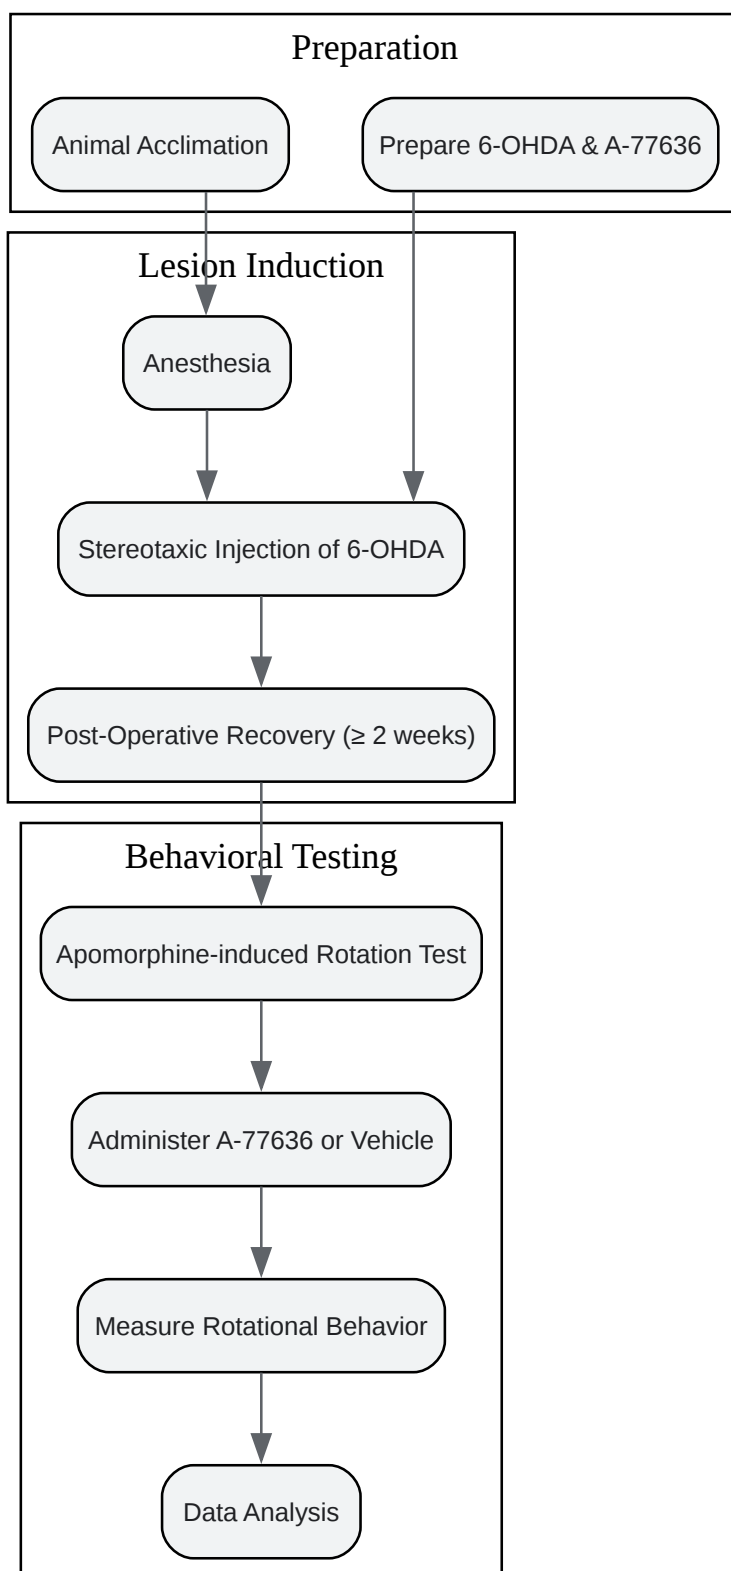 Preparation
Animal Acclimation
Prepare 6-OHDA & A-77636
Lesion Induction
Anesthesia
Stereotaxic Injection of 6-OHDA
Post-Operative Recovery (≥ 2 weeks)
Behavioral Testing
Apomorphine-induced Rotation Test
Administer A-77636 or Vehicle
Measure Rotational Behavior
Data Analysis